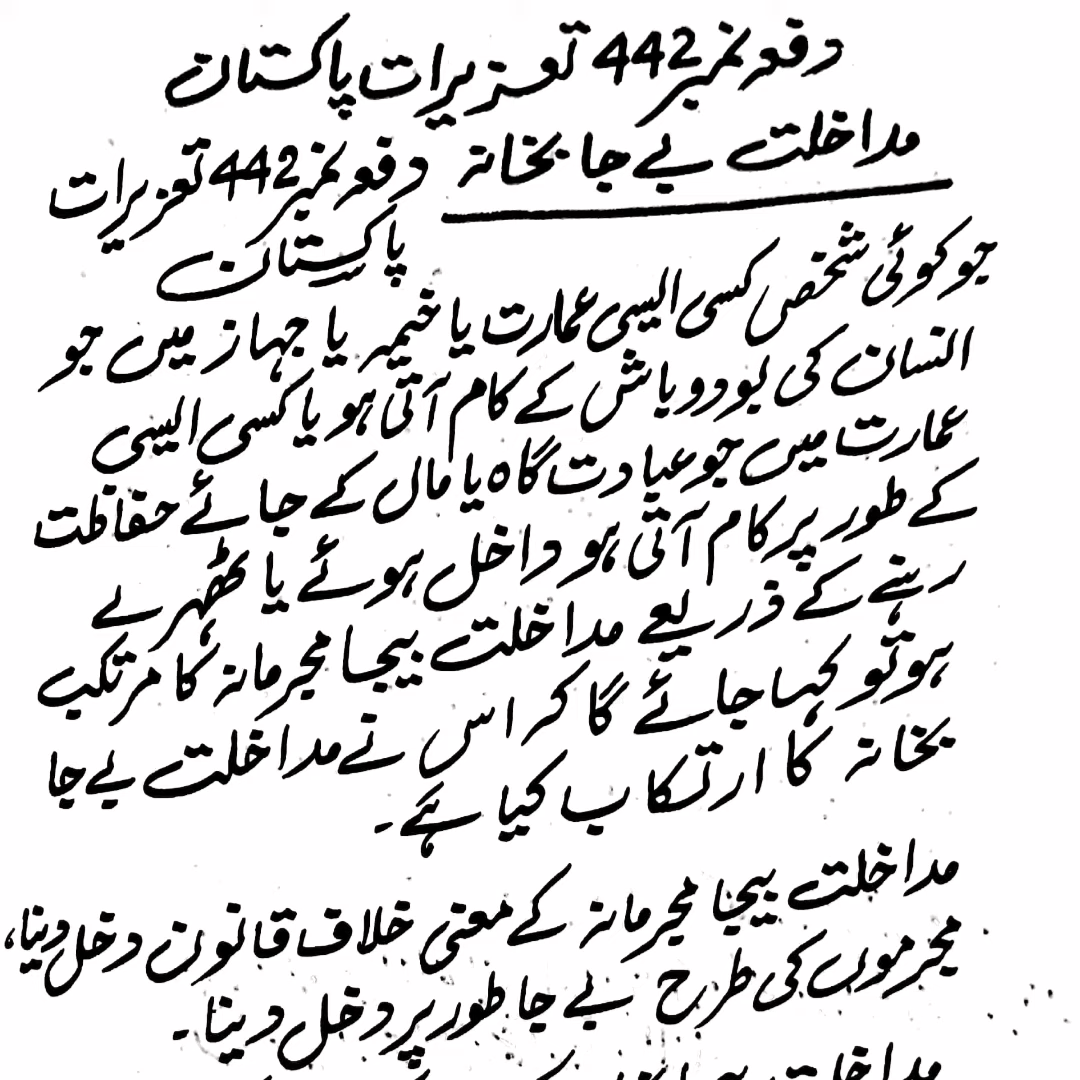 دفعہ نمبر 442 تعزیرات پاکستان
مداخلت بے جا بخانہ دفعہ نمبر 442 تعزیرات
پاکستان
جو کوئی شخص کسی ایسی عمارت یا خیمہ یا جہاز میں جو
انسان کی بودوباش کے کام آتی ہو یا کسی ایسی
عمارت میں جو عبادت گاہ یا مال کے جائے حفاظت
کے طور پر کام آتی ہو داخل ہوئے یا ٹھہرے
رہنے کے ذریعے مداخلت بیجا مجرمانہ کا مرتکب
ہو تو کہا جائے گا کہ اس نے مداخلت بے جا
بخانہ کا ارتکاب کیا ہے۔
مداخلت بیجا مجرمانہ کے معنی خلاف قانون دخل دینا،
مجرموں کی طرح بے جا طور پر دخل دینا۔